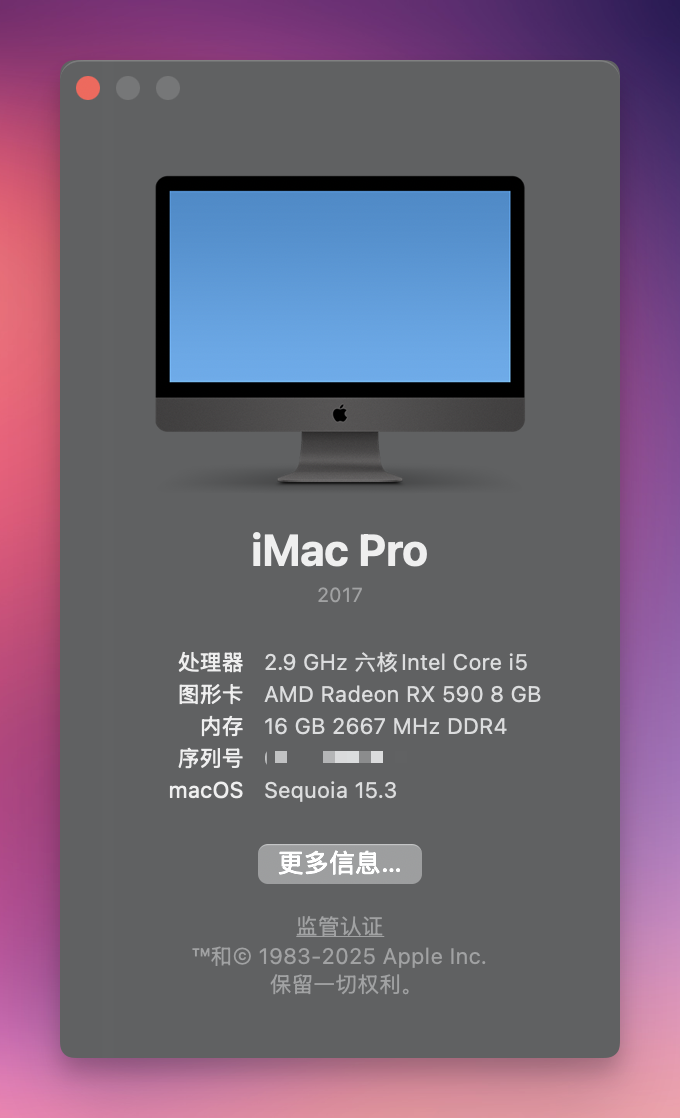 iMac Pro
2017
处理器 2.9 GHz 六核Intel Core i5
图形卡 AMD Radeon RX 590 8 GB
内存 16 GB 2667 MHz DDR4
序列号
macOS Sequoia 15.3
更多信息...
监管认证
™和© 1983-2025 Apple Inc.
保留一切权利。